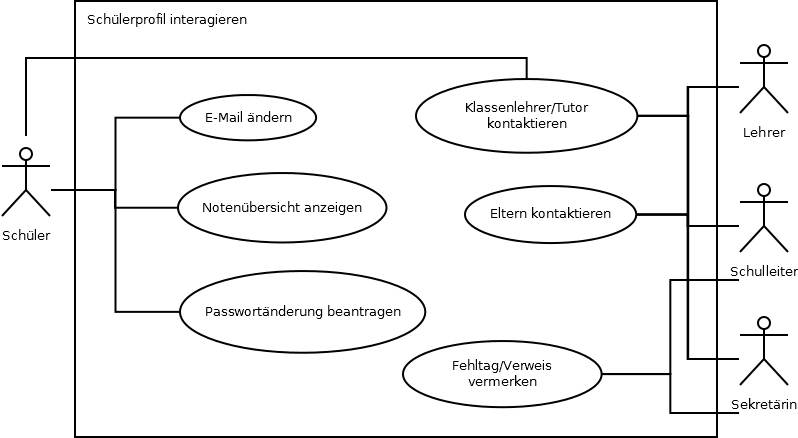 Schülerprofil interagieren
Klassenlehrer/Tutor
kontaktieren
E-Mail ändern
Lehrer
Notenübersicht anzeigen
Eltern kontaktieren
Schüler
Schulleiter
Passwortänderung beantragen
Fehltag/Verweis
vermerken
Sekretärin